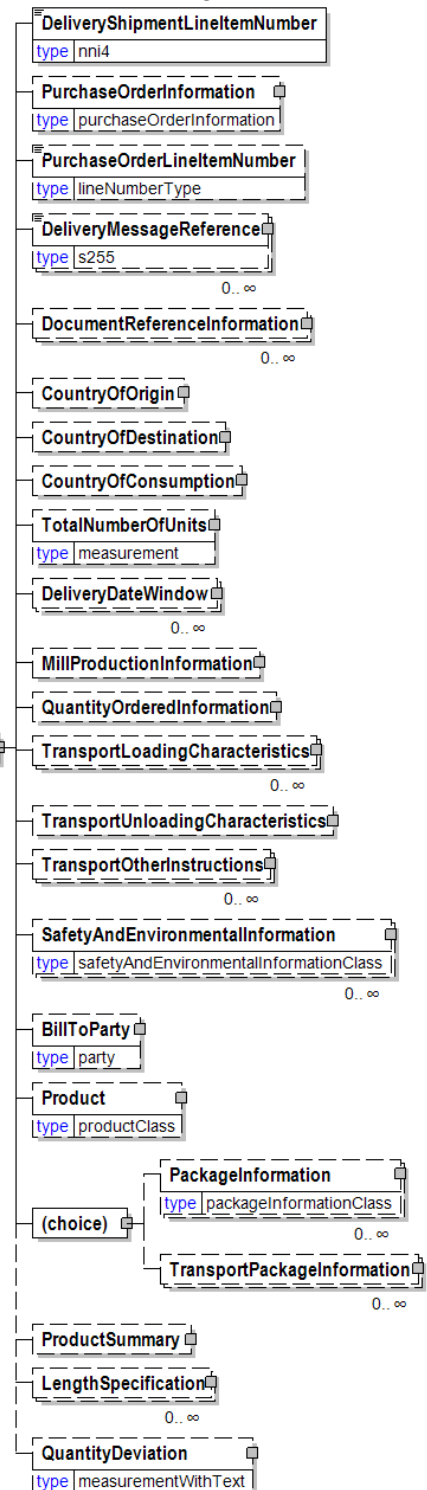 DeliveryShipmentLineItemNumber
type nni4
PurchaseOrderInformation
type purchaseOrderInformation
PurchaseOrderLineItemNumber
type lineNumberType
DeliveryMessageReference
type s255
0.. ∞
DocumentReferenceInformation
0.. ∞
CountryOfOrigin
CountryOfDestination
CountryOfConsumption
TotalNumberOfUnits
type measurement
DeliveryDateWindow
0.. ∞
MillProductionInformation
QuantityOrderedInformation
TransportLoadingCharacteristics
0.. ∞
TransportUnloadingCharacteristics
TransportOtherInstructions
0.. ∞
SafetyAndEnvironmentalInformation
type safetyAndEnvironmentalInformationClass
0.. ∞
BillToParty
type party
Product
type productClass
PackageInformation
type packageInformationClass
0.. ∞
(choice)
TransportPackageInformation
0.. ∞
ProductSummary
LengthSpecification
0.. ∞
QuantityDeviation
type measurementWithText